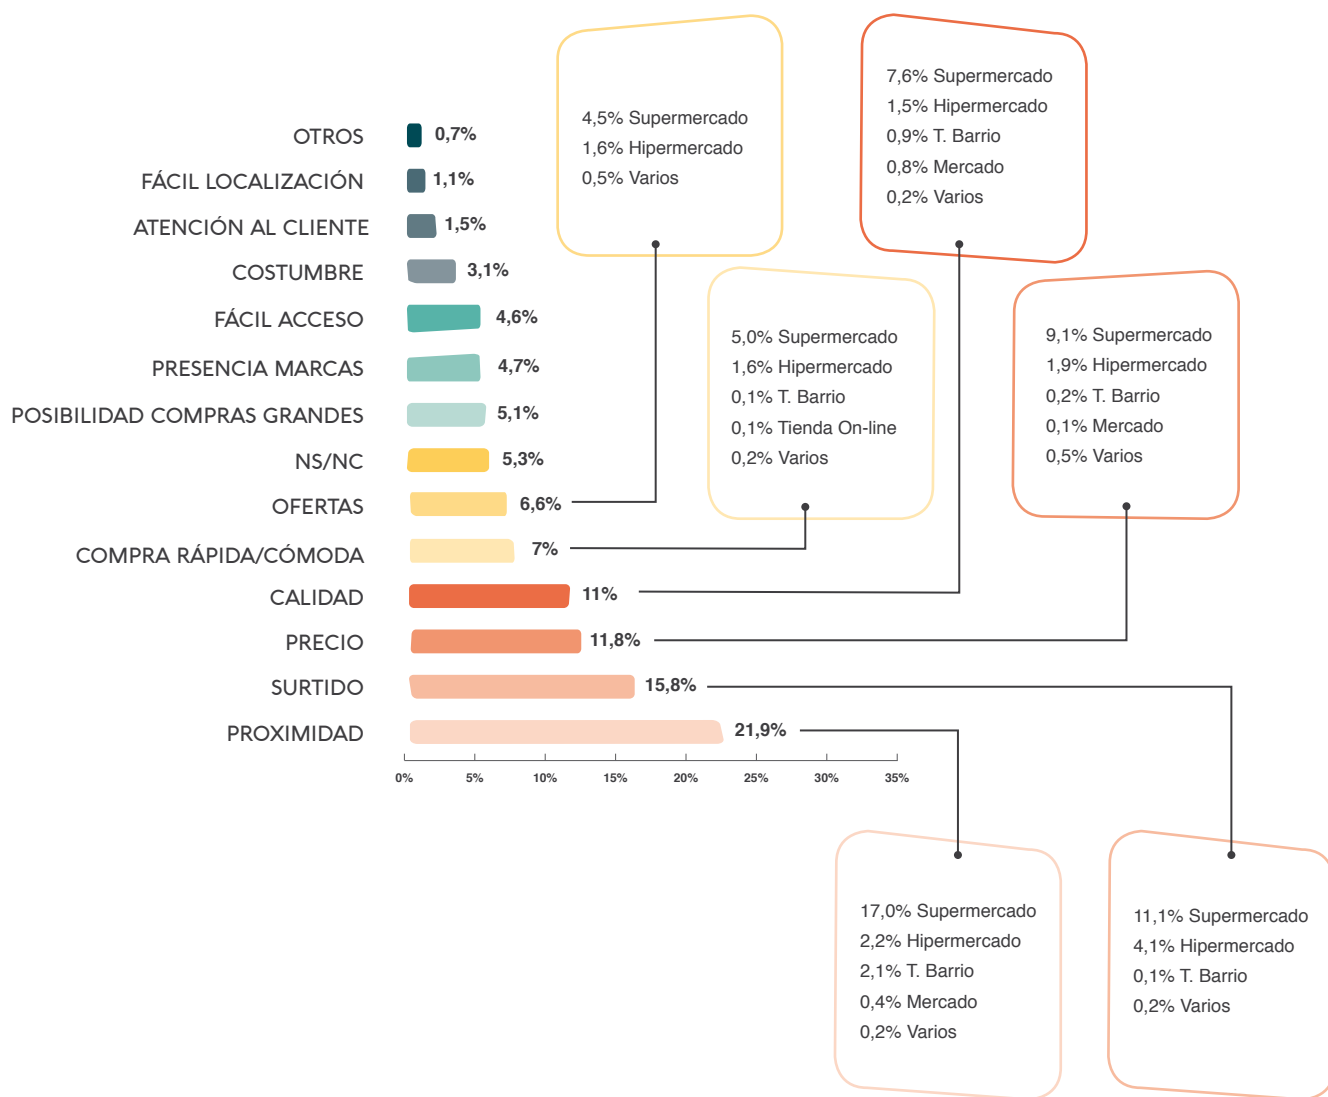 4,5% Supermercado
1,6% Hipermercado
0,5% Varios
7,6% Supermercado
1,5% Hipermercado
0,9% T. Barrio
0,8% Mercado
0,2% Varios
OTROS 0,7%
FÁCIL LOCALIZACIÓN 1,1%
ATENCIÓN AL CLIENTE 1,5%
COSTUMBRE 3,1%
FÁCIL ACCESO 4,6%
PRESENCIA MARCAS 4,7%
POSIBILIDAD COMPRAS GRANDES 5,1%
NS/NC 5,3%
OFERTAS 6,6%
COMPRA RÁPIDA/CÓMODA 7%
CALIDAD 11%
PRECIO 11,8%
SURTIDO 15,8%
PROXIMIDAD 21,9%
0% 5% 10% 15% 20% 25% 30% 35%
5,0% Supermercado
1,6% Hipermercado
0,1% T. Barrio
0,1% Tienda On-line
0,2% Varios
9,1% Supermercado
1,9% Hipermercado
0,2% T. Barrio
0,1% Mercado
0,5% Varios
17,0% Supermercado
2,2% Hipermercado
2,1% T. Barrio
0,4% Mercado
0,2% Varios
11,1% Supermercado
4,1% Hipermercado
0,1% T. Barrio
0,2% Varios